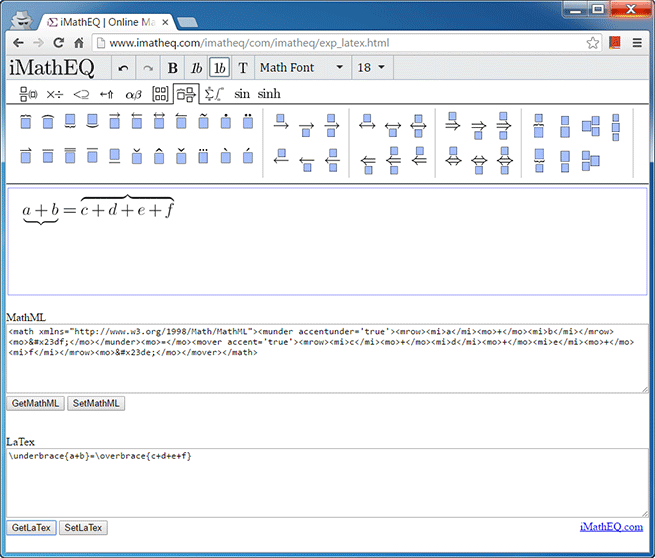 iMathEQ | Online Ma
www.imatheq.com/imatheq/com/imatheq/exp_latex.html
iMathEQ B 1b 1b T Math Font 18
αβ sin sinh
a + b = c + d + e + f
MathML
<math xmlns="http://www.w3.org/1998/Math/MathML"><munder accentunder='true'><mrow><mi>a</mi><mo>+</mo><mi>b</mi></mrow>
<mo>&#x23df;</mo></munder><mo>=</mo><mover accent='true'><mrow><mi>c</mi><mo>+</mo><mi>d</mi><mo>+</mo><mi>e</mi><mo>+</mo>
<mi>f</mi></mrow><mo>&#x23de;</mo></mover></math>
GetMathML SetMathML
LaTex
\underbrace{a+b}=\overbrace{c+d+e+f}
GetLaTex SetLaTex iMathEQ.com